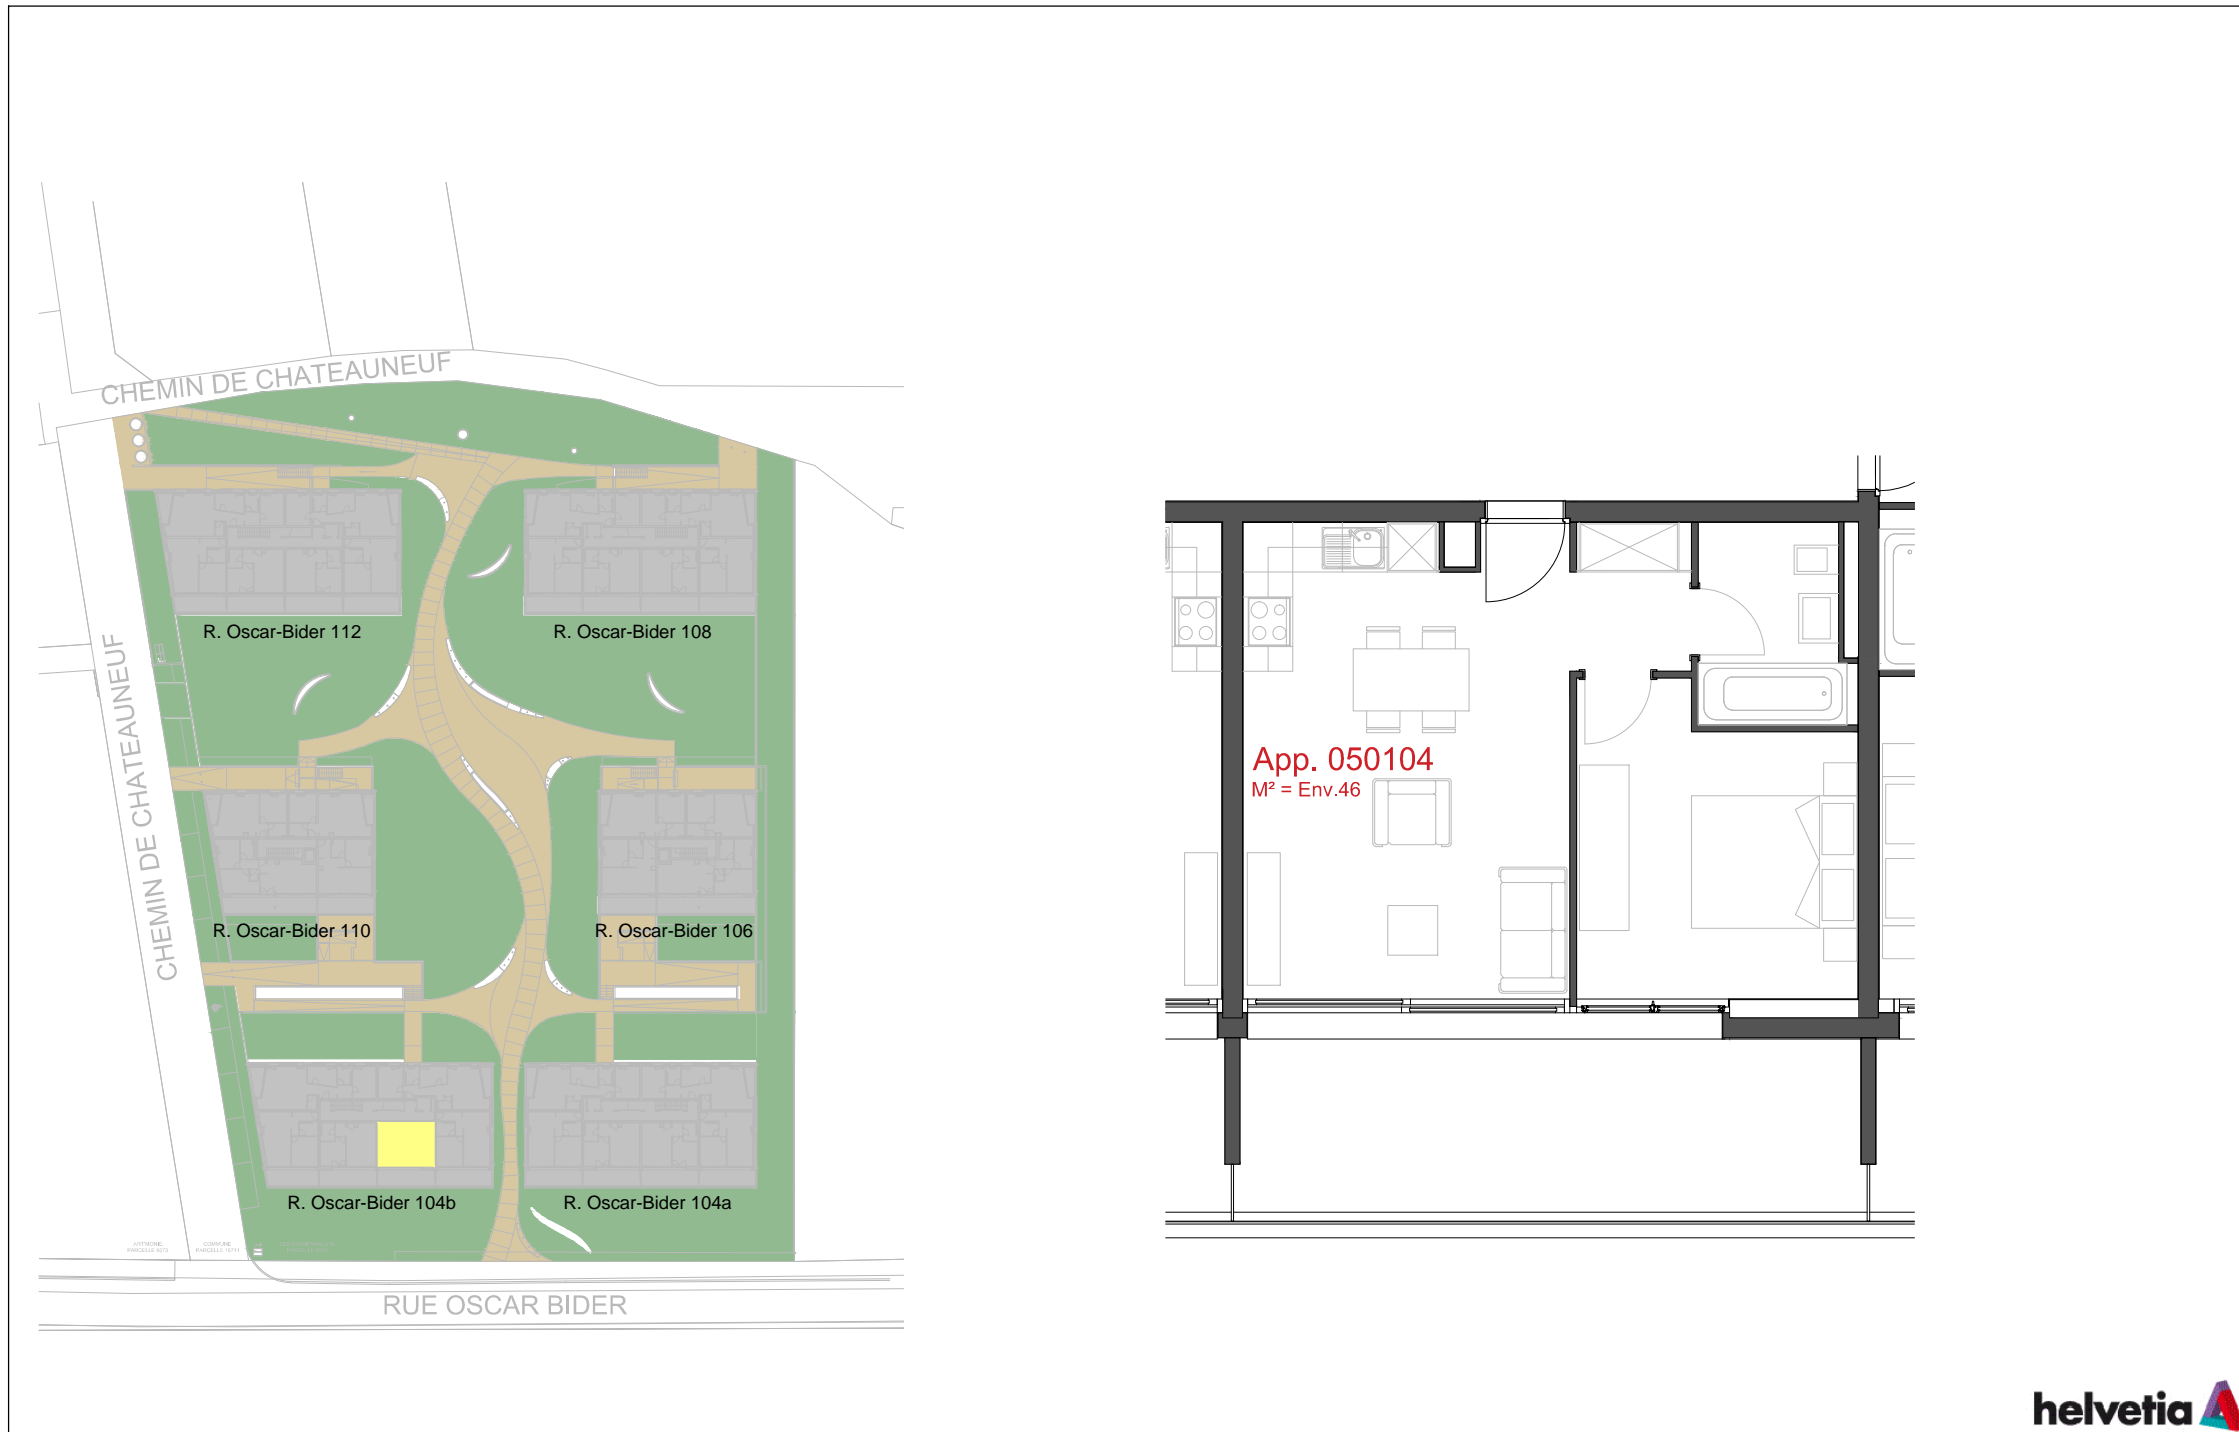 CHEMIN DE CHATEAUNEUF
R. Oscar-Bider 112
R. Oscar-Bider 108
CHEMIN DE CHATEAUNEUF
R. Oscar-Bider 110
R. Oscar-Bider 106
R. Oscar-Bider 104b
R. Oscar-Bider 104a
RUE OSCAR BIDER
App. 050104
M² = Env.46
helvetia